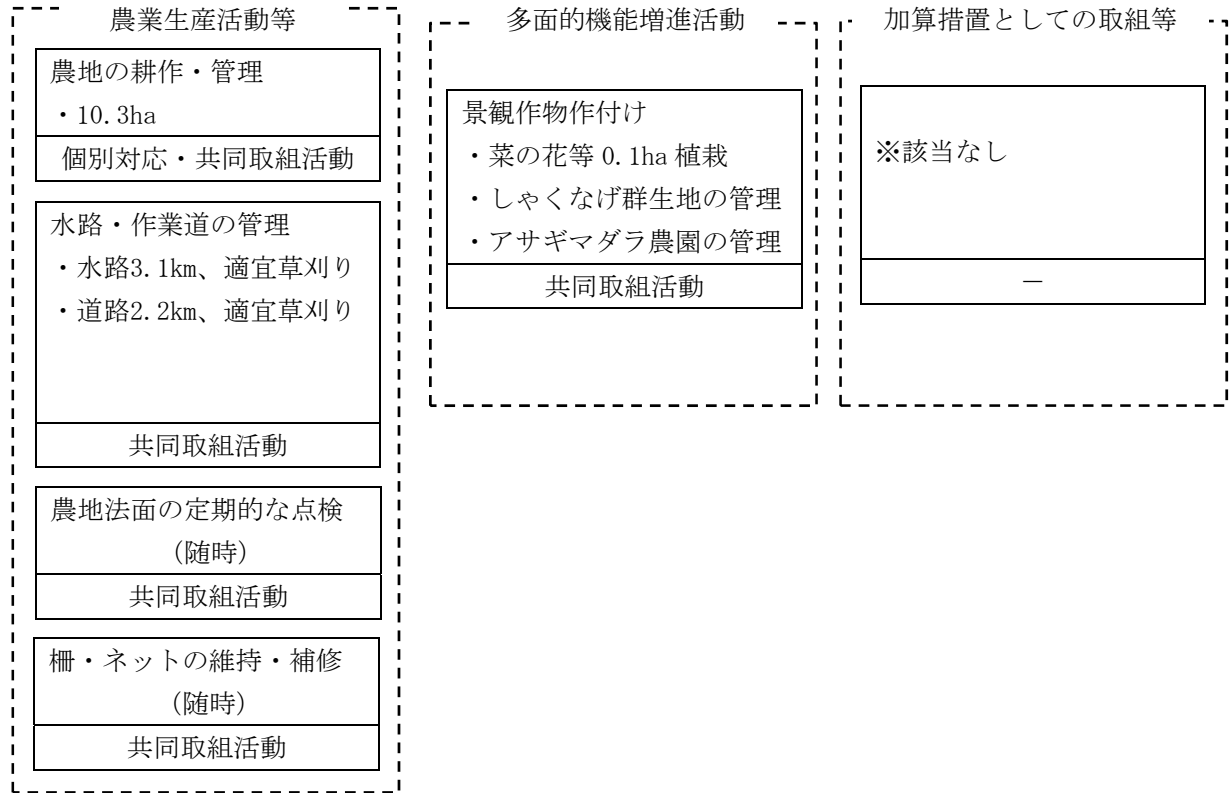 農業生産活動等
農地の耕作・管理
・10.3ha
個別対応・共同取組活動
水路・作業道の管理
・水路3.1km、適宜草刈り
・道路2.2km、適宜草刈り
共同取組活動
農地法面の定期的な点検
（随時）
共同取組活動
柵・ネットの維持・補修
（随時）
共同取組活動
多面的機能増進活動
景観作物作付け
・菜の花等 0.1ha 植栽
・しゃくなげ群生地の管理
・アサギマダラ農園の管理
共同取組活動
加算措置としての取組等
※該当なし
－